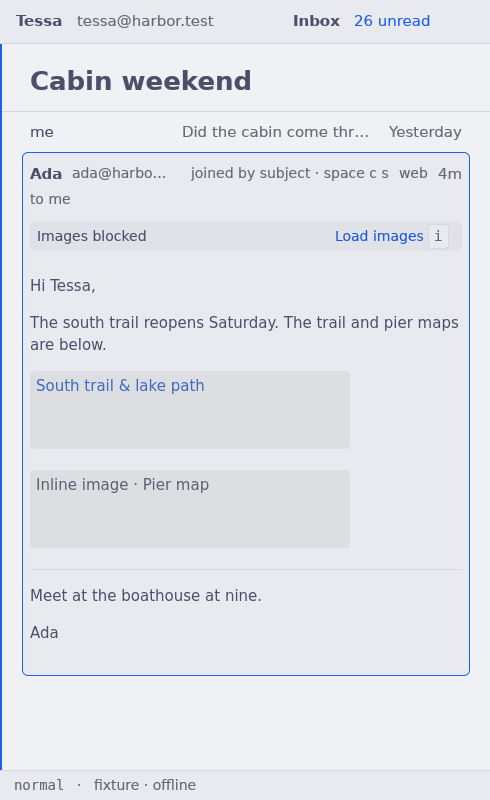 Tessa tessa@harbor.test Inbox 26 unread
Cabin weekend
me Did the cabin come thr… Yesterday
Ada ada@harbo… joined by subject · space c s web 4m
to me
Images blocked Load images i
Hi Tessa,
The south trail reopens Saturday. The trail and pier maps
are below.
South trail & lake path
Inline image · Pier map
Meet at the boathouse at nine.
Ada
normal · fixture · offline